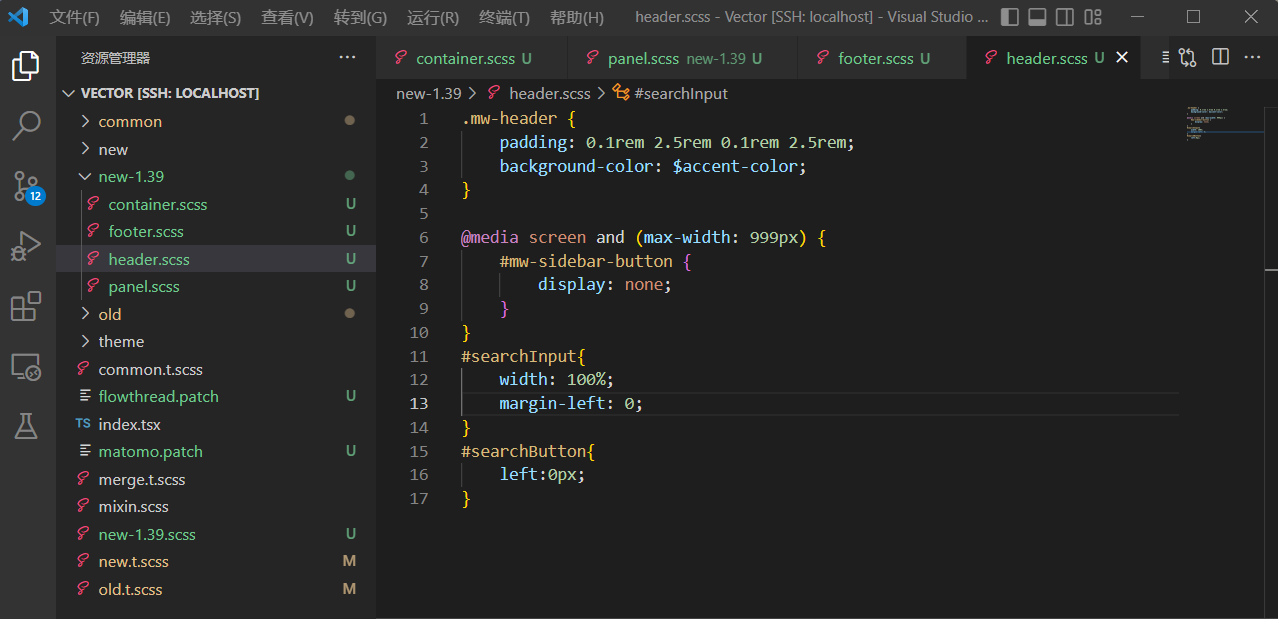 文件(F) 编辑(E) 选择(S) 查看(V) 转到(G) 运行(R) 终端(T) 帮助(H) header.scss - Vector [SSH: localhost] - Visual Studio ...
资源管理器 ···
container.scss U panel.scss new-1.39 U footer.scss U header.scss U
VECTOR [SSH: LOCALHOST]
common
new
new-1.39
container.scss U
footer.scss U
header.scss U
panel.scss U
old
theme
common.t.scss
flowthread.patch U
TS index.tsx
matomo.patch U
merge.t.scss
mixin.scss
new-1.39.scss U
new.t.scss M
old.t.scss M
12
new-1.39 > header.scss > #searchInput
1 .mw-header {
2 padding: 0.1rem 2.5rem 0.1rem 2.5rem;
3 background-color: $accent-color;
4 }
5
6 @media screen and (max-width: 999px) {
7 #mw-sidebar-button {
8 display: none;
9 }
10 }
11 #searchInput{
12 width: 100%;
13 margin-left: 0;
14 }
15 #searchButton{
16 left:0px;
17 }